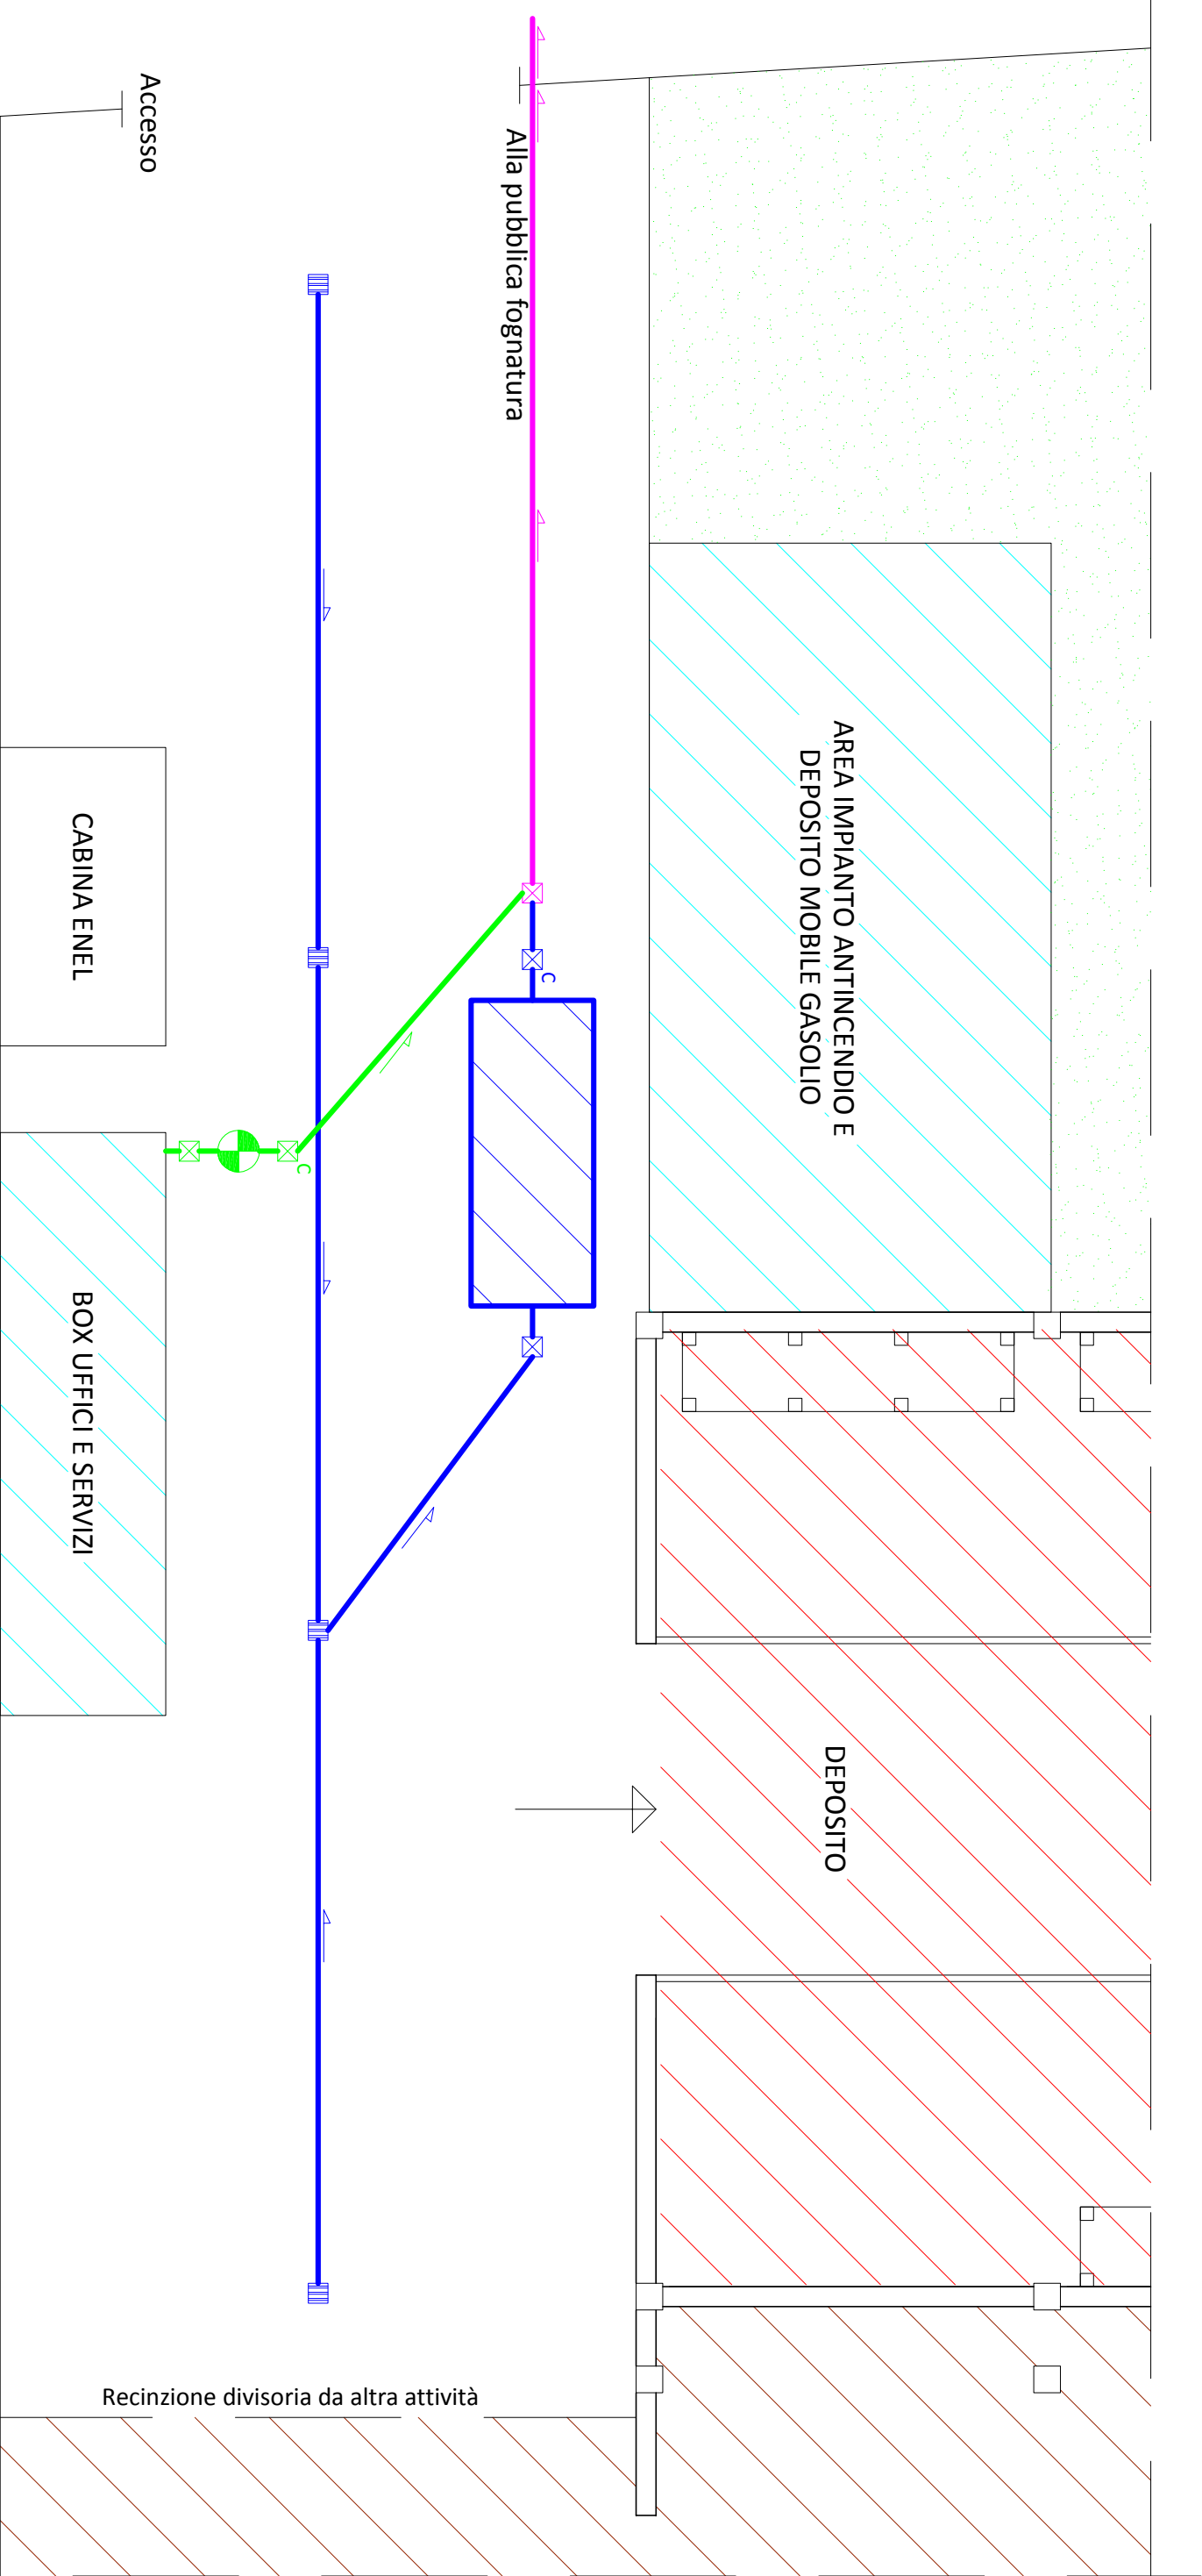 Accesso
Alla pubblica fognatura
AREA IMPIANTO ANTINCENDIO E
DEPOSITO MOBILE GASOLIO
CABINA ENEL
C
C
BOX UFFICI E SERVIZI
DEPOSITO
Recinzione divisoria da altra attività